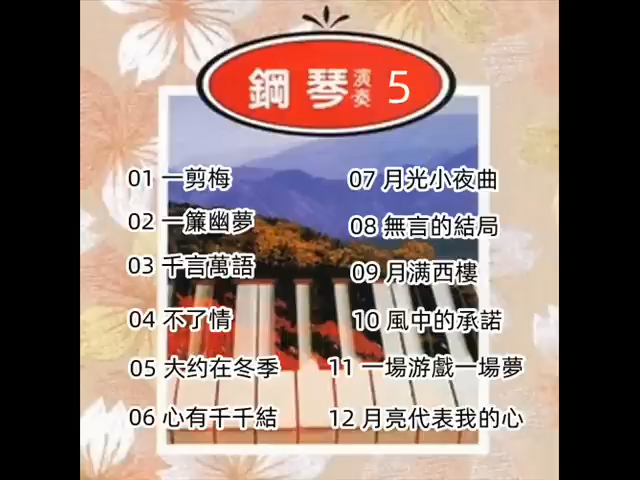 鋼琴演奏 5
01 一剪梅
02 一簾幽夢
03 千言萬語
04 不了情
05 大约在冬季
06 心有千千結
07 月光小夜曲
08 無言的結局
09 月满西樓
10 風中的承諾
11 一場游戲一場夢
12 月亮代表我的心